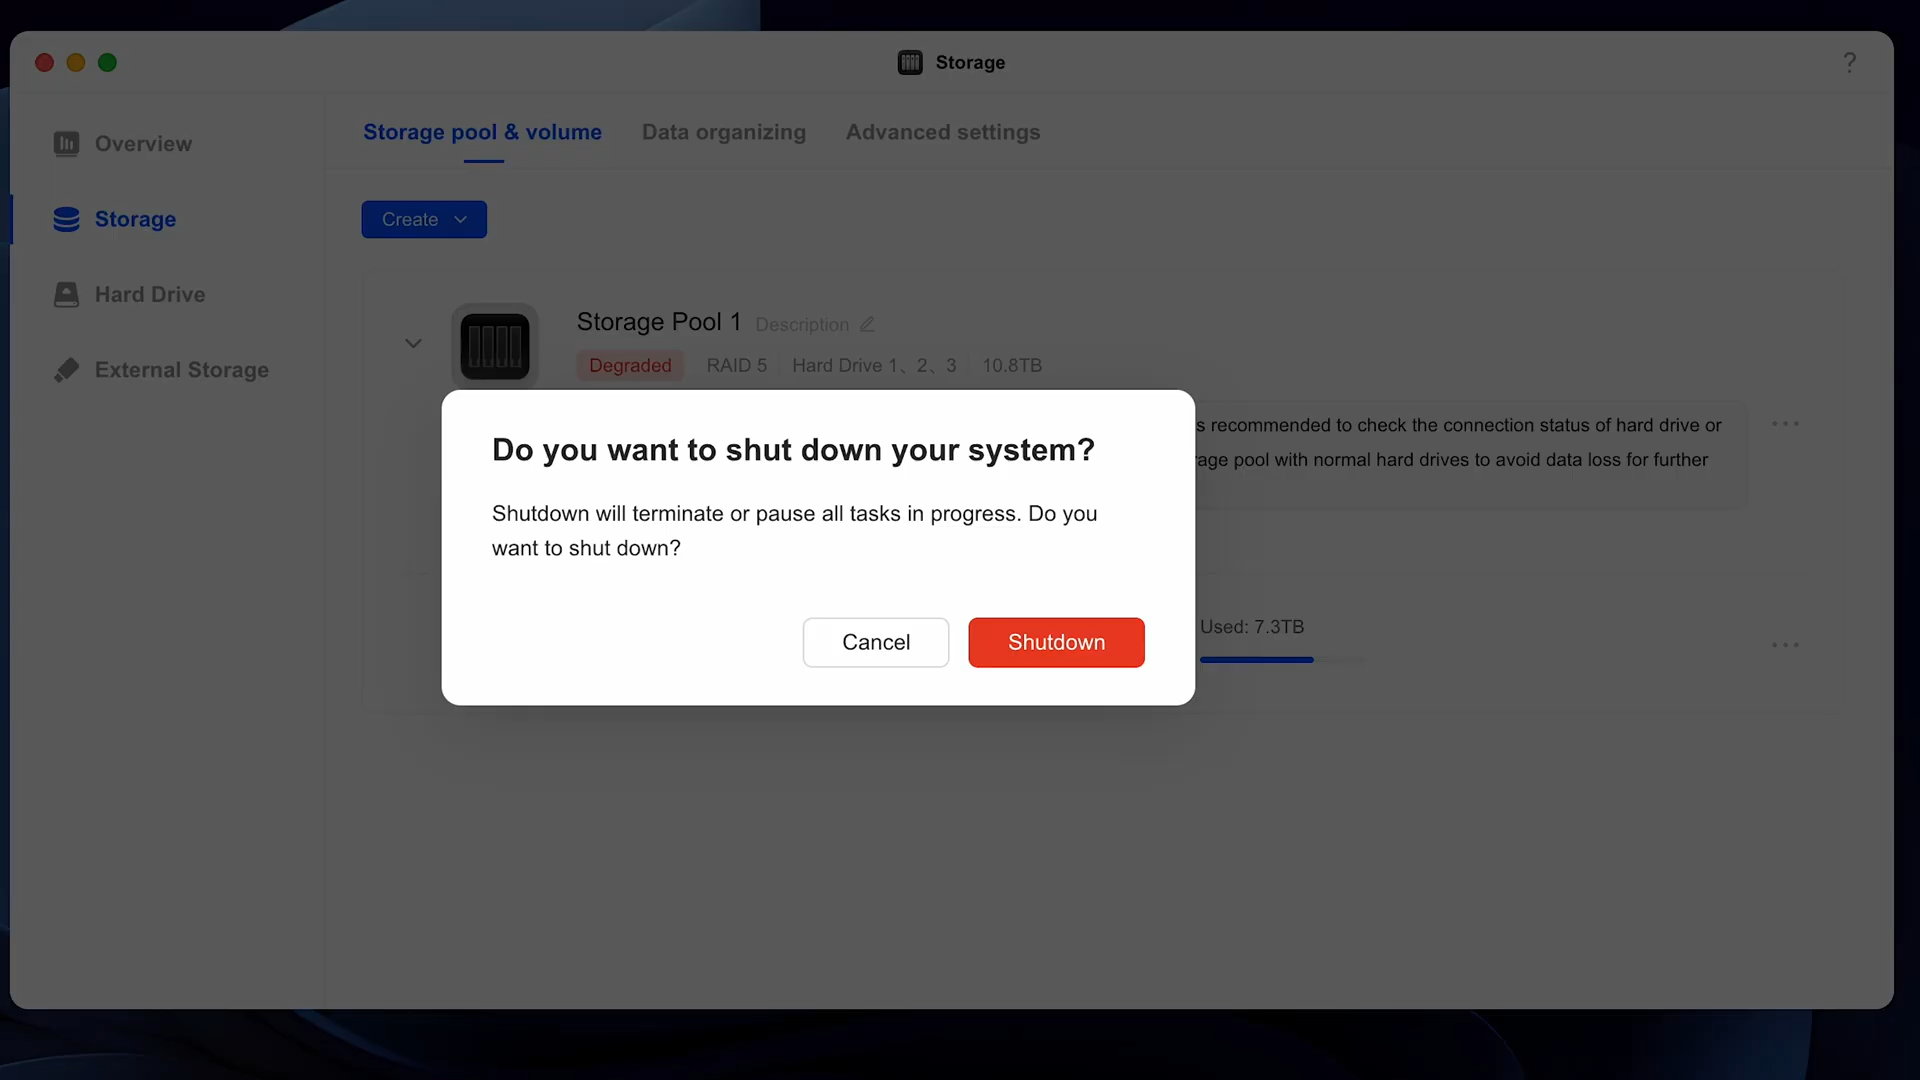 Storage
?
Overview
Storage
Hard Drive
External Storage
Storage pool & volume
Data organizing
Advanced settings
Create
Storage Pool 1 Description
Degraded RAID 5 Hard Drive 1、2、3 10.8TB
s recommended to check the connection status of hard drive or
age pool with normal hard drives to avoid data loss for further
Do you want to shut down your system?
Shutdown will terminate or pause all tasks in progress. Do you
want to shut down?
Cancel
Shutdown
Used: 7.3TB